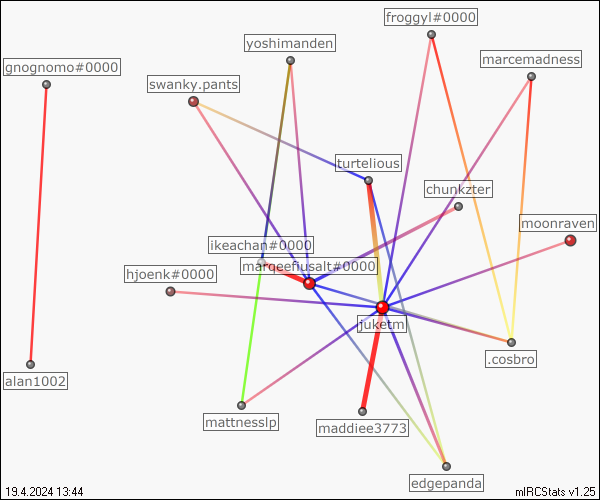 froggyl#0000
yoshimanden
marcemadness
gnognomo#0000
swanky.pants
turtelious
chunkzter
moonraven
ikeachan#0000
marqeefiusalt#0000
hjoenk#0000
juketm
.cosbro
alan1002
mattnesslp
maddiee3773
edgepanda
19.4.2024 13:44
mIRCStats v1.25